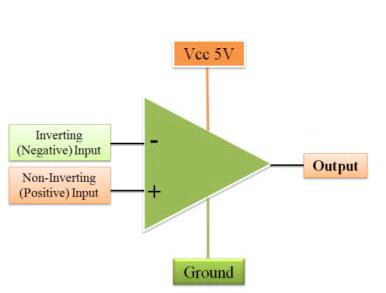 Vcc 5V
Inverting
(Negative) Input
-
Non-Inverting
(Positive) Input
+
Output
Ground